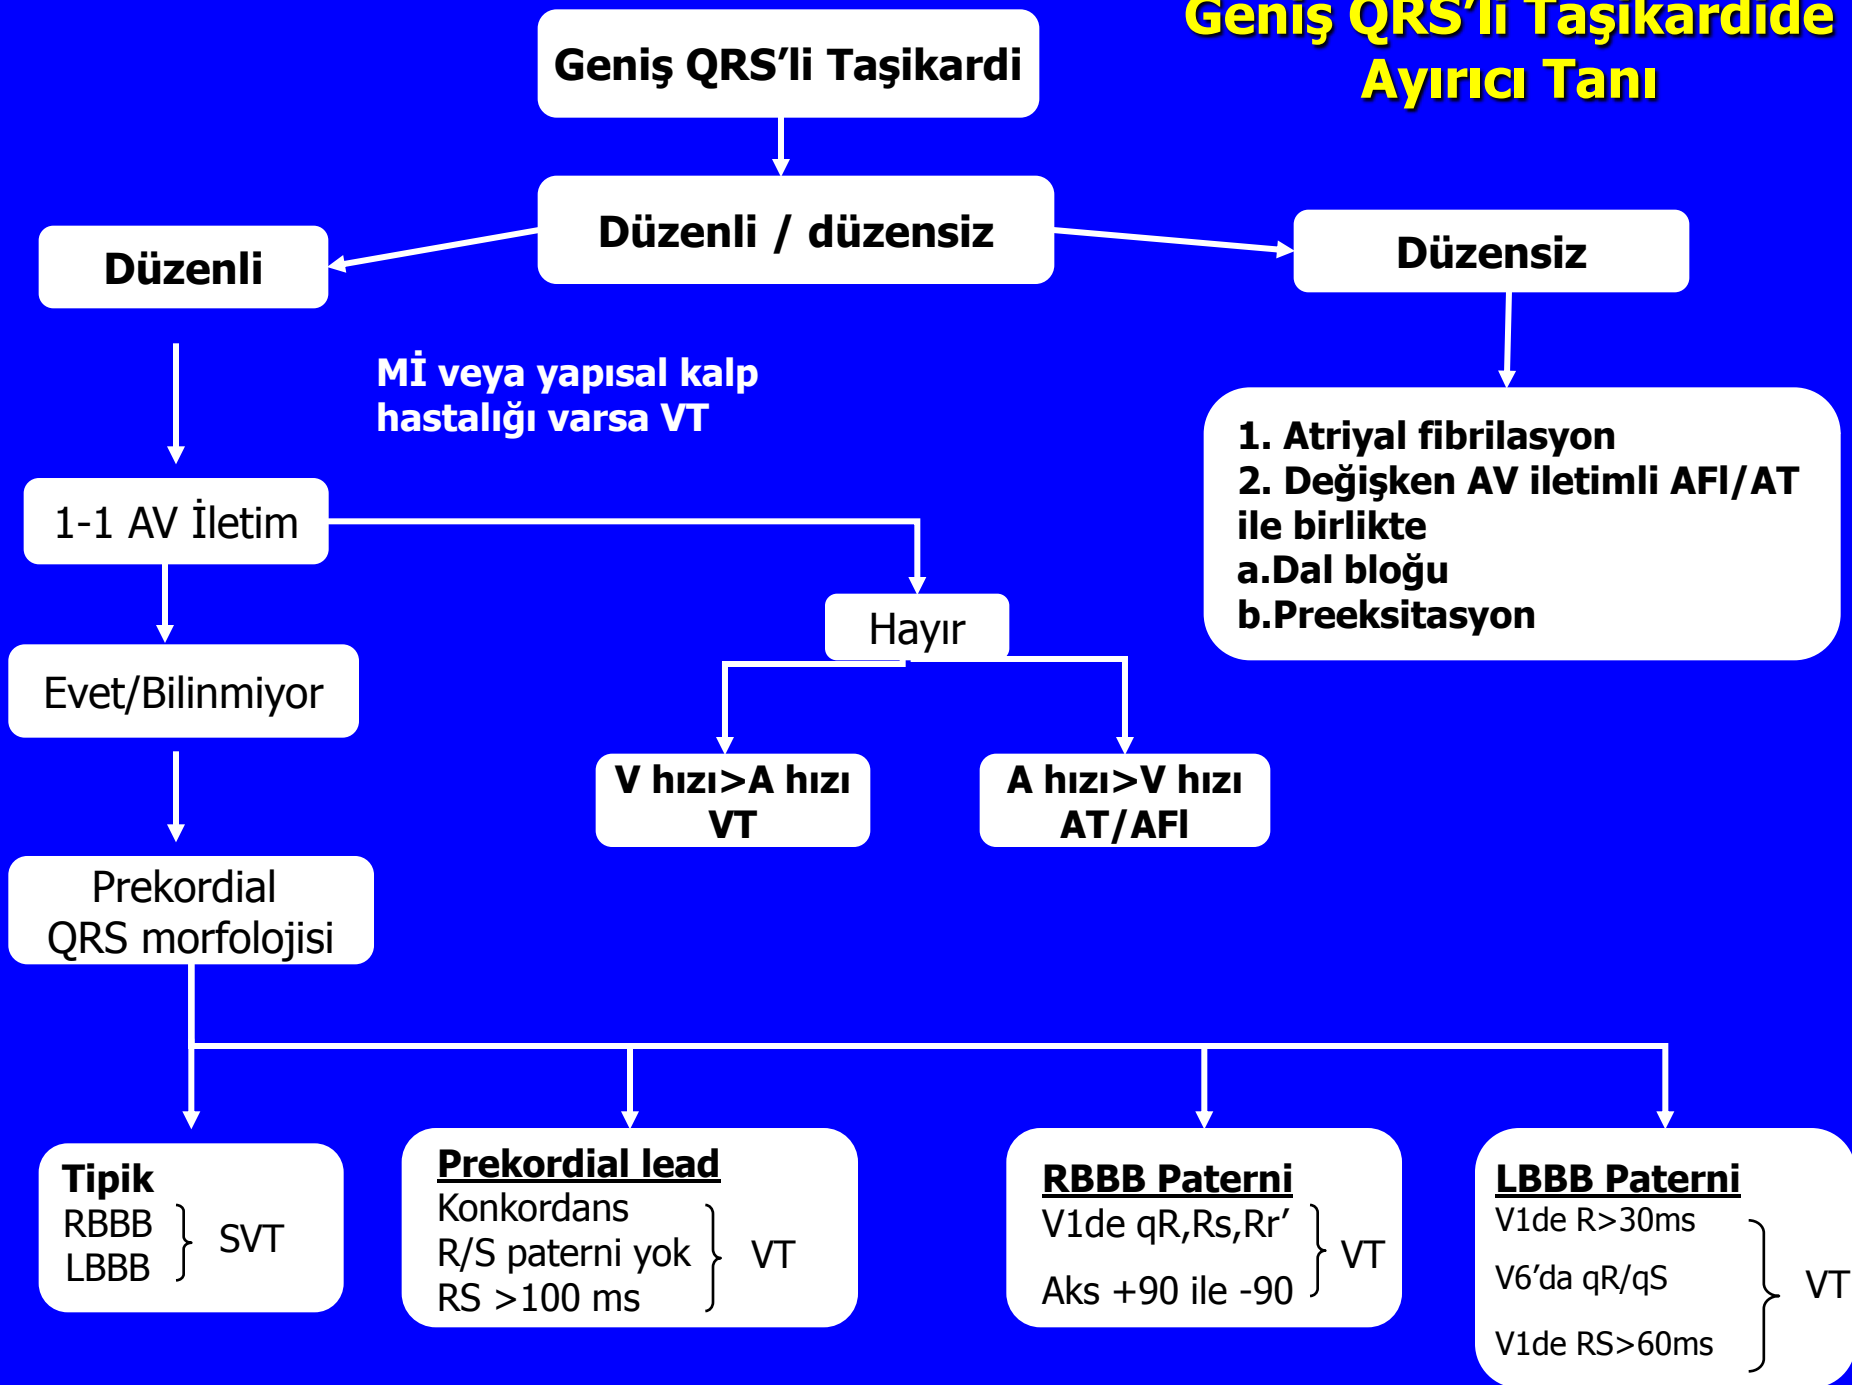 Geniş QRS’li Taşikardide
Ayırıcı Tanı
Geniş QRS’li Taşikardi
Düzenli / düzensiz
Düzenli
Düzensiz
Mİ veya yapısal kalp
hastalığı varsa VT
1. Atriyal fibrilasyon
2. Değişken AV iletimli AFl/AT
ile birlikte
a.Dal bloğu
b.Preeksitasyon
1-1 AV İletim
Hayır
Evet/Bilinmiyor
V hızı>A hızı
VT
A hızı>V hızı
AT/AFl
Prekordial
QRS morfolojisi
Tipik
RBBB
LBBB
SVT
Prekordial lead
Konkordans
R/S paterni yok
RS >100 ms
VT
RBBB Paterni
V1de qR,Rs,Rr’
Aks +90 ile -90
VT
LBBB Paterni
V1de R>30ms
V6’da qR/qS
V1de RS>60ms
VT